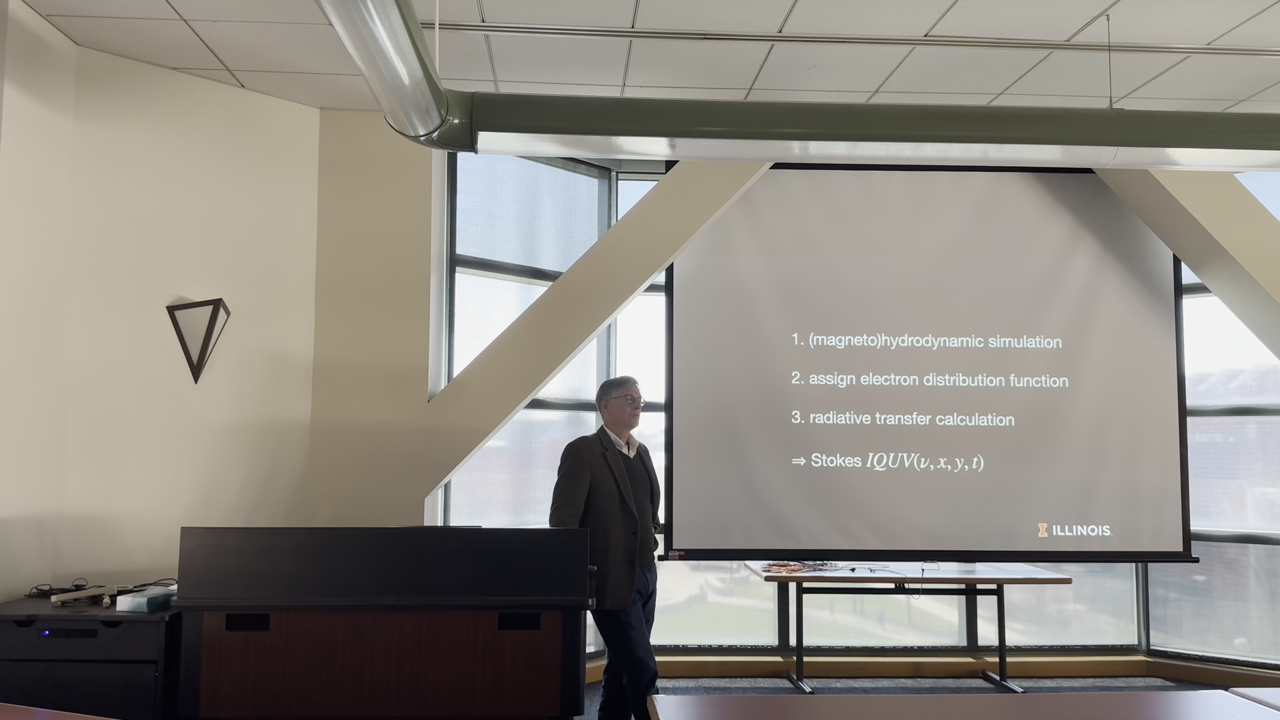 1. (magneto)hydrodynamic simulation
2. assign electron distribution function
3. radiative transfer calculation
⇒ Stokes IQUV(ν, x, y, t)
I ILLINOIS